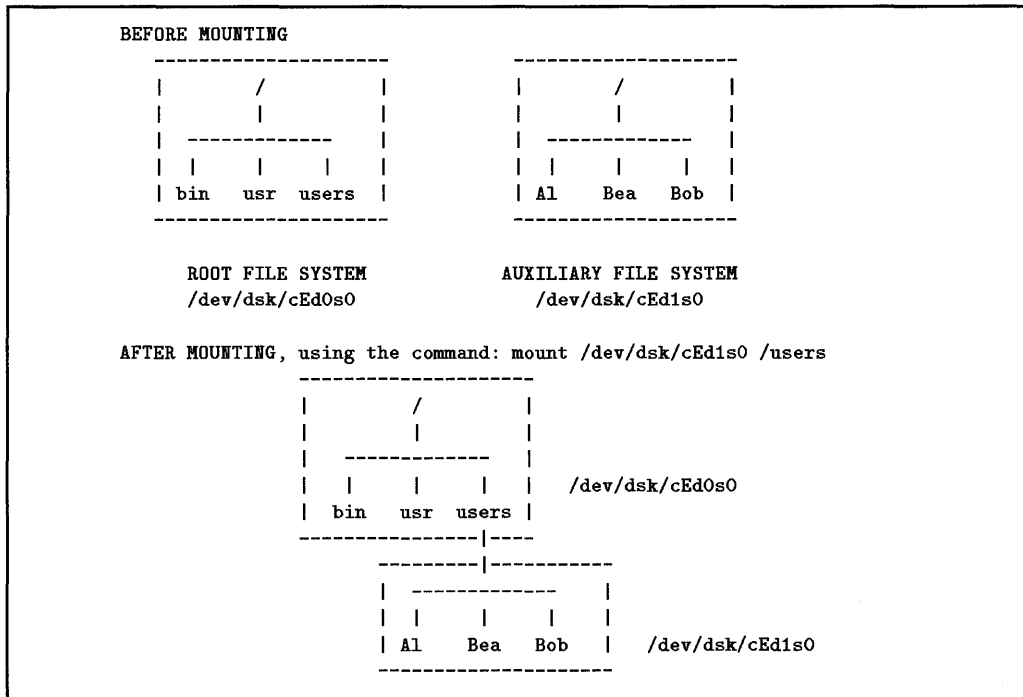 BEFORE MOUNTING
/ /
bin usr users Al Bea Bob
ROOT FILE SYSTEM AUXILIARY FILE SYSTEM
/dev/dsk/cEd0s0 /dev/dsk/cEd1s0
AFTER MOUNTING, using the command: mount /dev/dsk/cEd1s0 /users
/
/dev/dsk/cEd0s0
bin usr users
Al Bea Bob /dev/dsk/cEd1s0